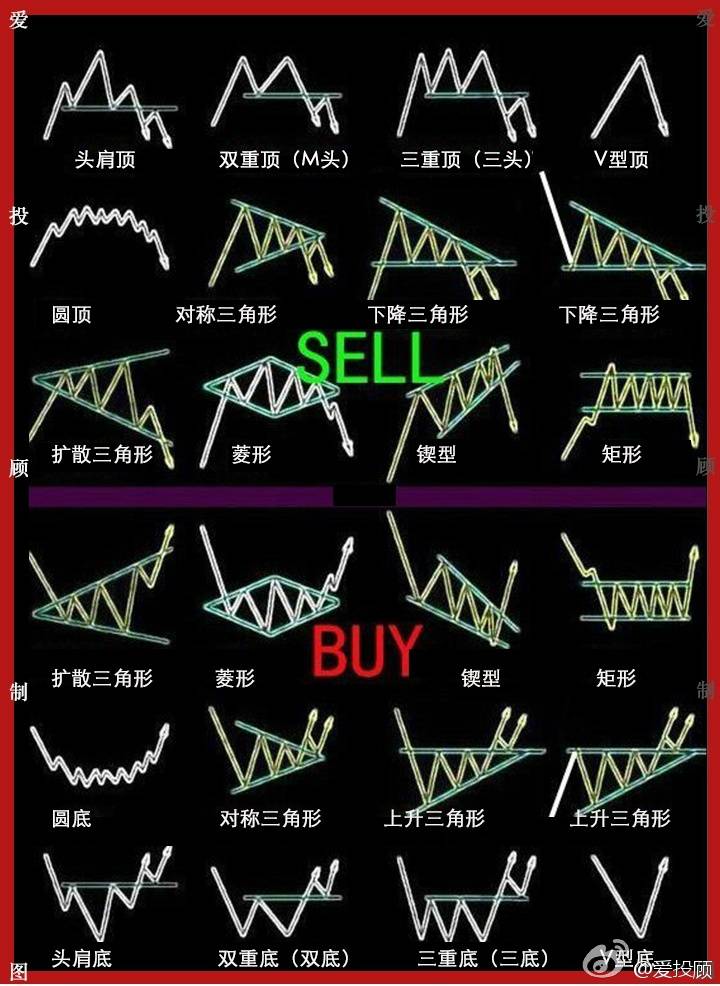 爱
爱
头肩顶 双重顶（M头） 三重顶（三头） V型顶
投
投
圆顶 对称三角形 下降三角形 下降三角形
SELL
扩散三角形 菱形 锲型 矩形
顾
顾
扩散三角形 菱形 锲型 矩形
BUY
制
制
圆底 对称三角形 上升三角形 上升三角形
头肩底 双重底（双底） 三重底（三底） V型底
图
@爱投顾